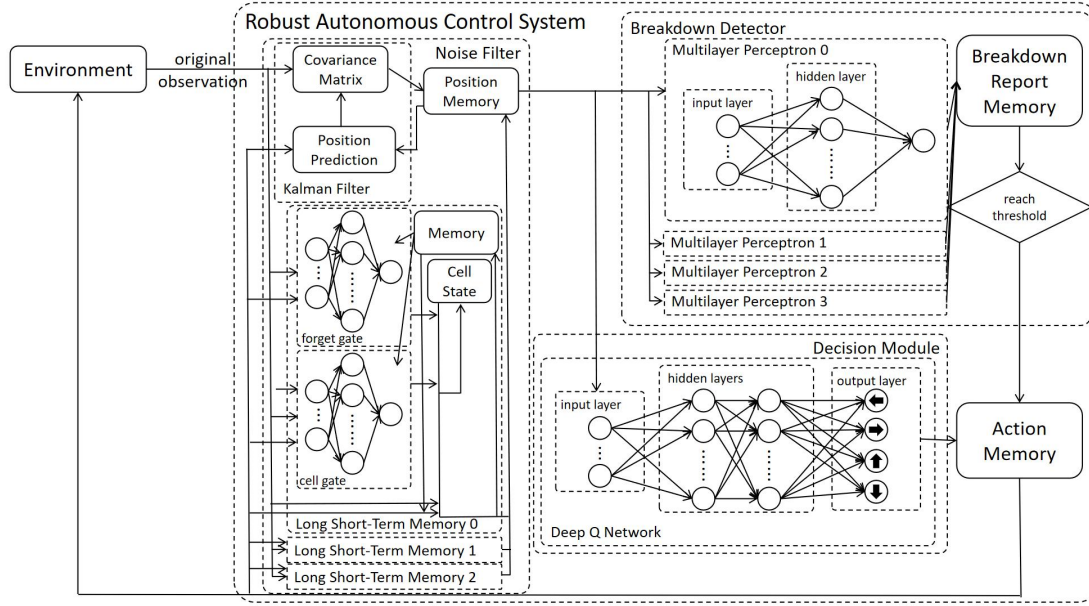 Robust Autonomous Control System
Environment
original
observation
Noise Filter
Covariance
Matrix
Position
Memory
Position
Prediction
Kalman Filter
Memory
Cell
State
forget gate
cell gate
Long Short-Term Memory 0
Long Short-Term Memory 1
Long Short-Term Memory 2
Breakdown Detector
Multilayer Perceptron 0
hidden layer
input layer
Multilayer Perceptron 1
Multilayer Perceptron 2
Multilayer Perceptron 3
Breakdown
Report
Memory
reach
threshold
Decision Module
hidden layers
output layer
input layer
Deep Q Network
Action
Memory